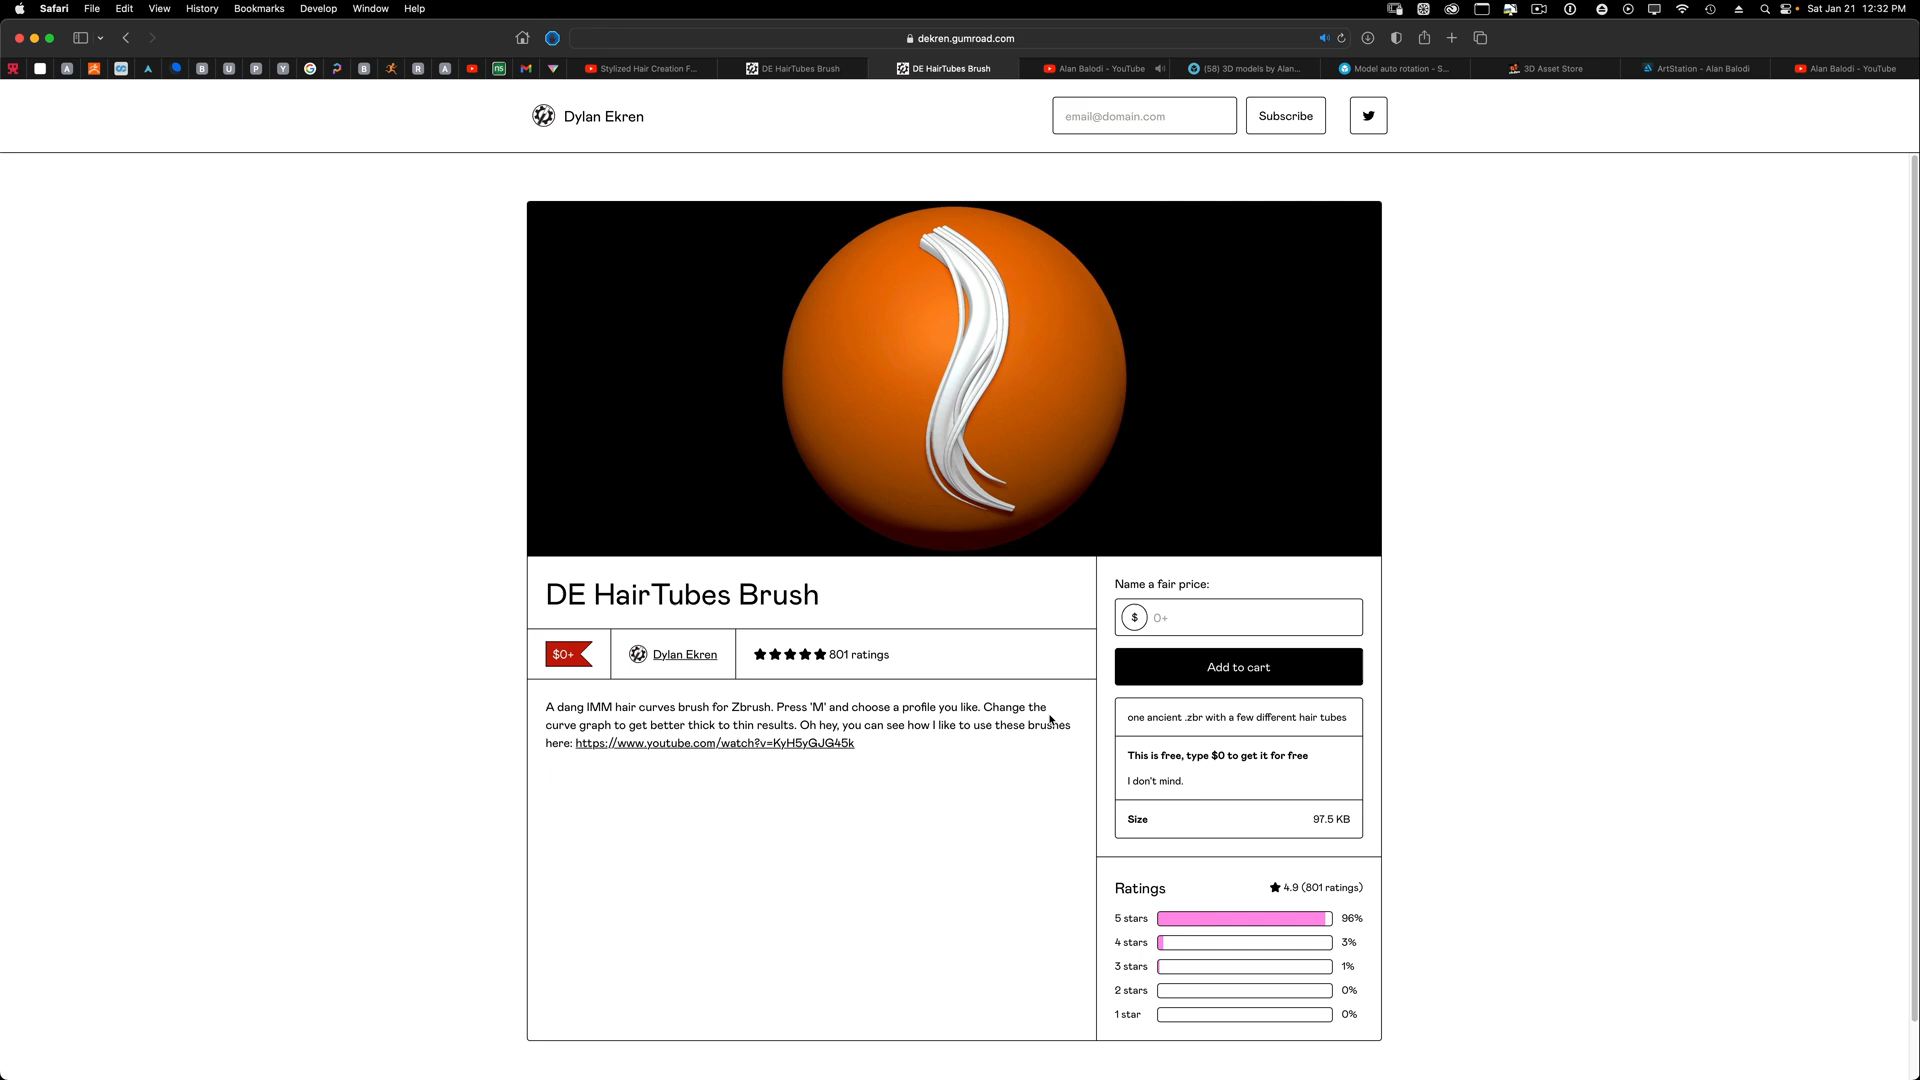 Safari File Edit View History Bookmarks Develop Window Help
Sat Jan 21 12:32 PM
dekren.gumroad.com
Stylized Hair Creation F...
DE HairTubes Brush
DE HairTubes Brush
Alan Balodi - YouTube
(58) 3D models by Alan...
Model auto rotation - S...
3D Asset Store
ArtStation - Alan Balodi
Alan Balodi - YouTube
Dylan Ekren
email@domain.com
Subscribe
DE HairTubes Brush
$0+
Dylan Ekren
801 ratings
A dang IMM hair curves brush for Zbrush. Press 'M' and choose a profile you like. Change the
curve graph to get better thick to thin results. Oh hey, you can see how I like to use these brushes
here: https://www.youtube.com/watch?v=KyH5yGJG45k
Name a fair price:
$ 0+
Add to cart
one ancient .zbr with a few different hair tubes
This is free, type $0 to get it for free
I don't mind.
Size 97.5 KB
Ratings 4.9 (801 ratings)
5 stars 96%
4 stars 3%
3 stars 1%
2 stars 0%
1 star 0%